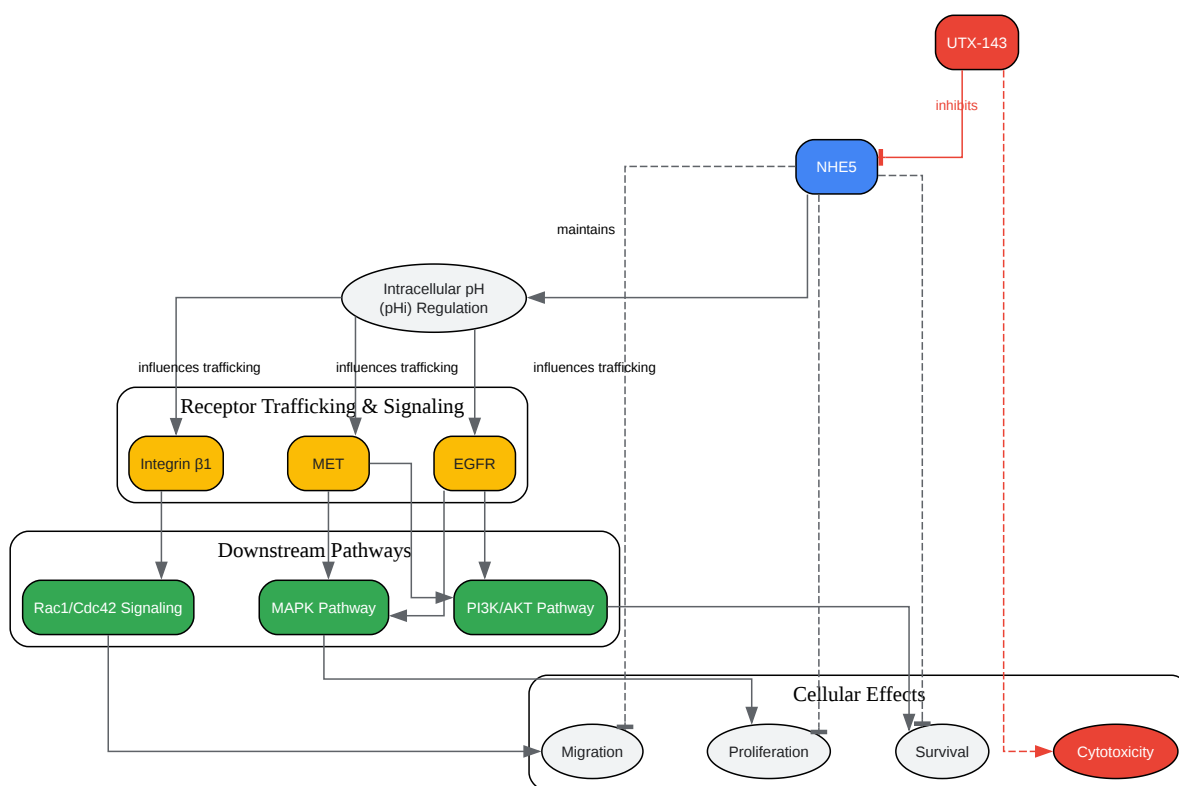 UTX-143
inhibits
NHE5
maintains
Intracellular pH
(pHi) Regulation
influences trafficking
influences trafficking
influences trafficking
Receptor Trafficking & Signaling
Integrin β1
MET
EGFR
Downstream Pathways
Rac1/Cdc42 Signaling
MAPK Pathway
PI3K/AKT Pathway
Cellular Effects
Migration
Proliferation
Survival
Cytotoxicity